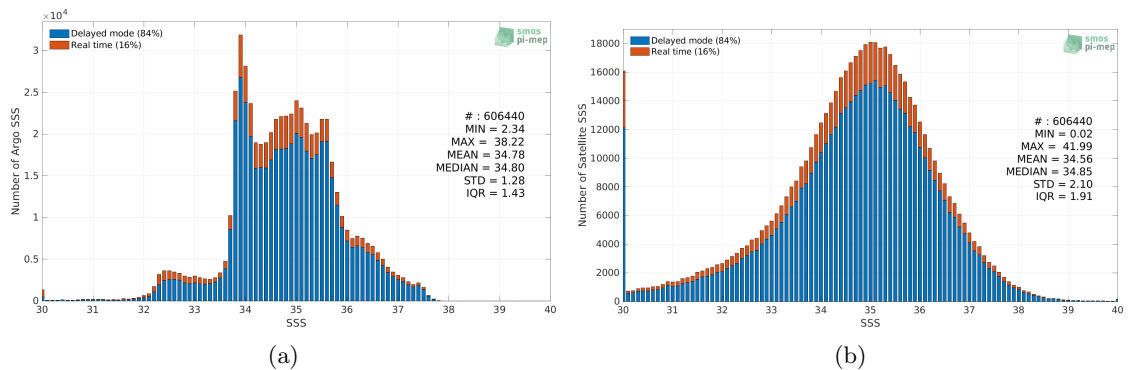 ×10⁴
Delayed mode (84%)
Real time (16%)
smos
pi-mep
# : 606440
MIN = 2.34
MAX = 38.22
MEAN = 34.78
MEDIAN = 34.80
STD = 1.28
IQR = 1.43
Number of Argo SSS
3
2.5
2
1.5
1
0.5
0
30 31 32 33 34 35 36 37 38 39 40
SSS
(a)
Delayed mode (84%)
Real time (16%)
smos
pi-mep
# : 606440
MIN = 0.02
MAX = 41.99
MEAN = 34.56
MEDIAN = 34.85
STD = 2.10
IQR = 1.91
Number of Satellite SSS
18000
16000
14000
12000
10000
8000
6000
4000
2000
0
30 31 32 33 34 35 36 37 38 39 40
SSS
(b)